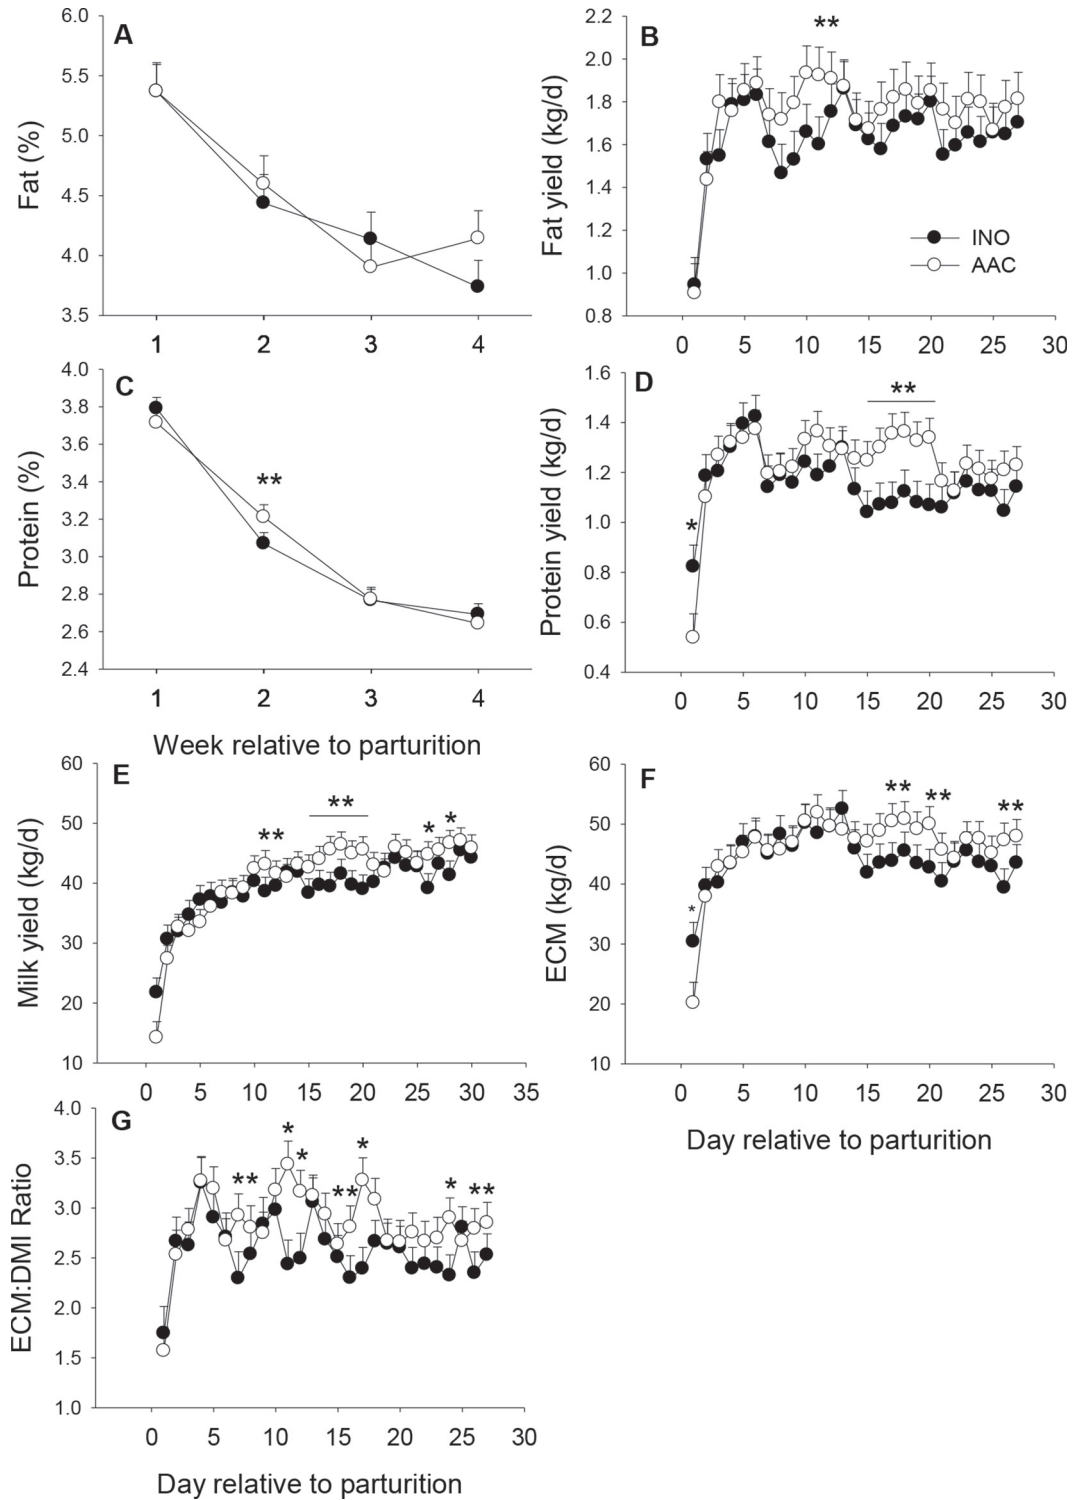 A
Fat (%)
6.0
5.5
5.0
4.5
4.0
3.5
1 2 3 4
B
**
Fat yield (kg/d)
2.2
2.0
1.8
1.6
1.4
1.2
1.0
0.8
INO
AAC
0 5 10 15 20 25 30
C
**
Protein (%)
4.0
3.8
3.6
3.4
3.2
3.0
2.8
2.6
2.4
1 2 3 4
Week relative to parturition
D
**
*
Protein yield (kg/d)
1.6
1.4
1.2
1.0
0.8
0.6
0.4
0 5 10 15 20 25 30
E
** ** * *
Milk yield (kg/d)
60
50
40
30
20
10
0 5 10 15 20 25 30 35
F
* ** ** **
ECM (kg/d)
60
50
40
30
20
10
0 5 10 15 20 25 30
Day relative to parturition
G
** * * ** * * **
ECM:DMI Ratio
4.0
3.5
3.0
2.5
2.0
1.5
1.0
0 5 10 15 20 25 30
Day relative to parturition